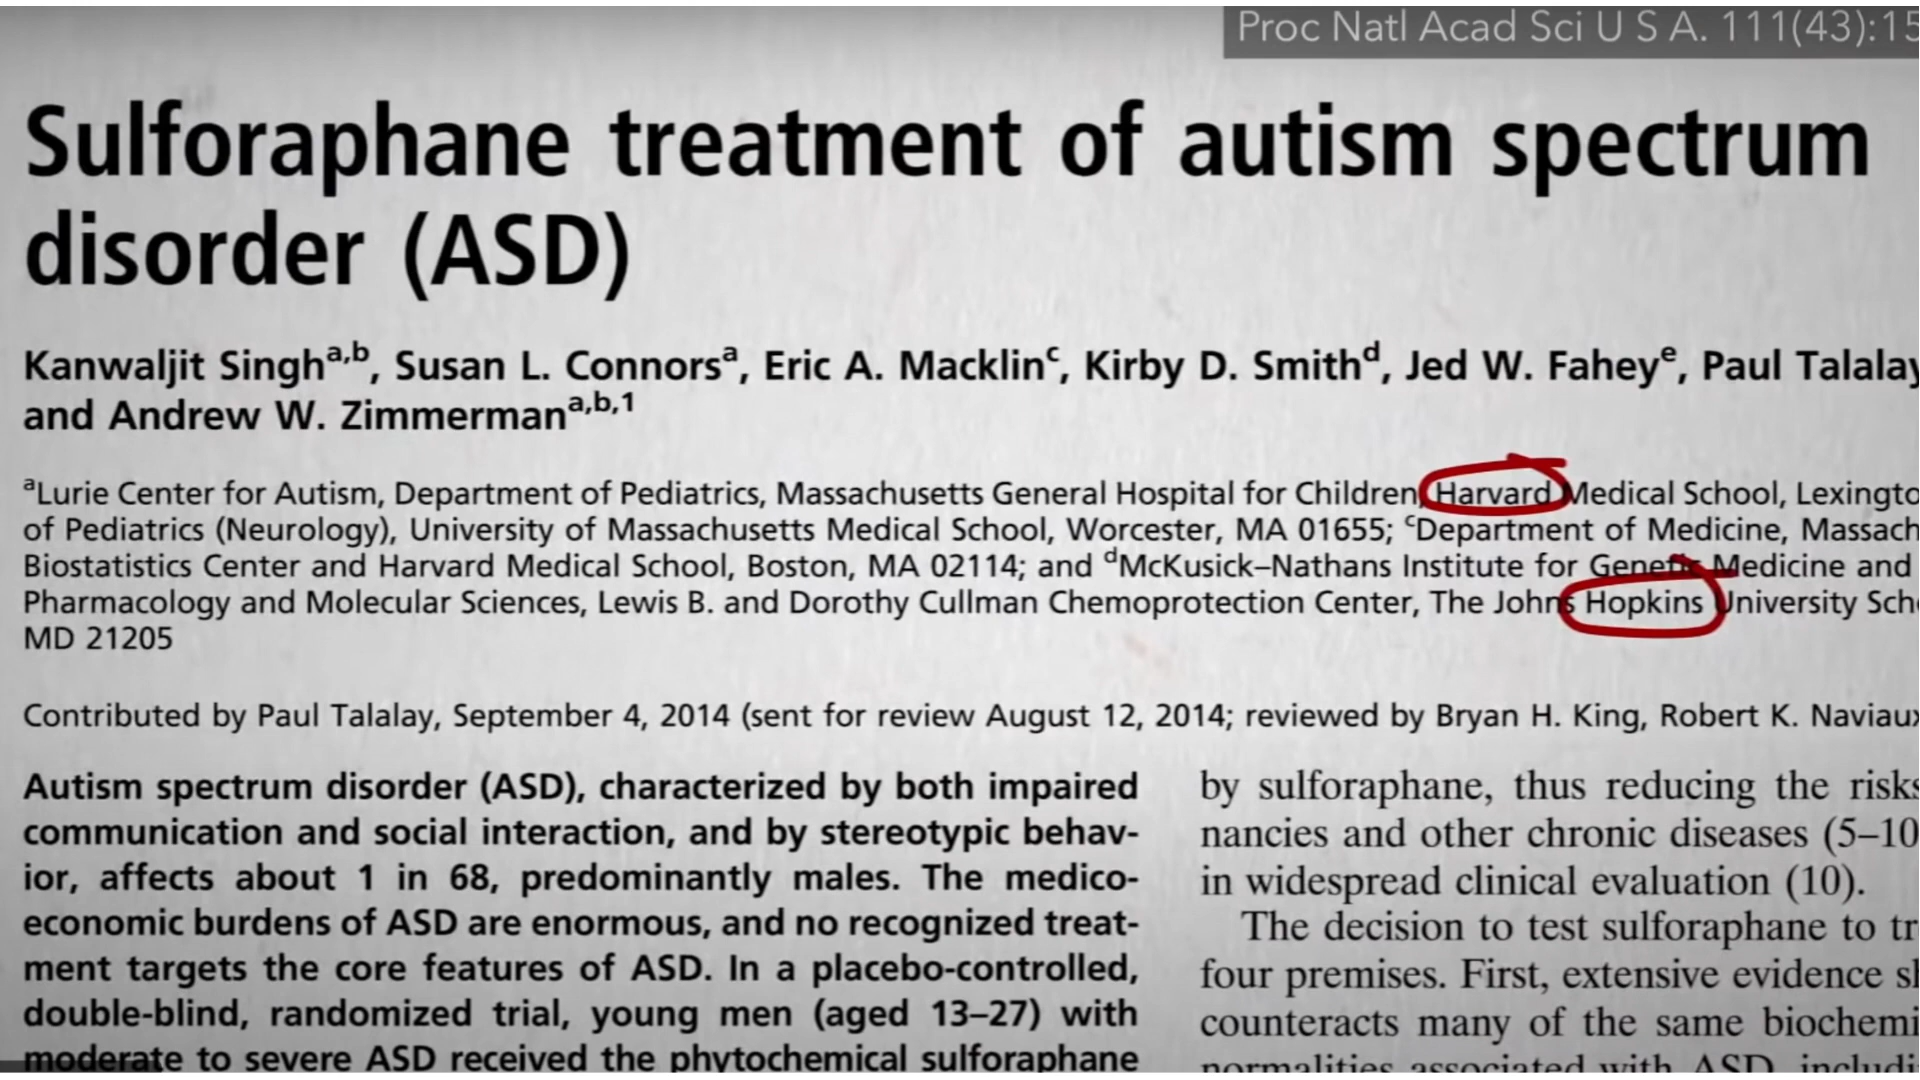 Proc Natl Acad Sci U S A. 111(43):15
Sulforaphane treatment of autism spectrum
disorder (ASD)
Kanwaljit Singha,b, Susan L. Connorsa, Eric A. Macklinc, Kirby D. Smithd, Jed W. Faheye, Paul Talalay
and Andrew W. Zimmermana,b,1
aLurie Center for Autism, Department of Pediatrics, Massachusetts General Hospital for Children, Harvard Medical School, Lexingto
of Pediatrics (Neurology), University of Massachusetts Medical School, Worcester, MA 01655; cDepartment of Medicine, Massach
Biostatistics Center and Harvard Medical School, Boston, MA 02114; and dMcKusick–Nathans Institute for Genetic Medicine and
Pharmacology and Molecular Sciences, Lewis B. and Dorothy Cullman Chemoprotection Center, The Johns Hopkins University Scho
MD 21205
Contributed by Paul Talalay, September 4, 2014 (sent for review August 12, 2014; reviewed by Bryan H. King, Robert K. Naviaux
Autism spectrum disorder (ASD), characterized by both impaired
communication and social interaction, and by stereotypic behav-
ior, affects about 1 in 68, predominantly males. The medico-
economic burdens of ASD are enormous, and no recognized treat-
ment targets the core features of ASD. In a placebo-controlled,
double-blind, randomized trial, young men (aged 13–27) with
moderate to severe ASD received the phytochemical sulforaphane
by sulforaphane, thus reducing the risks
nancies and other chronic diseases (5–10
in widespread clinical evaluation (10).
The decision to test sulforaphane to tr
four premises. First, extensive evidence sh
counteracts many of the same biochemi
normalities associated with ASD, includi